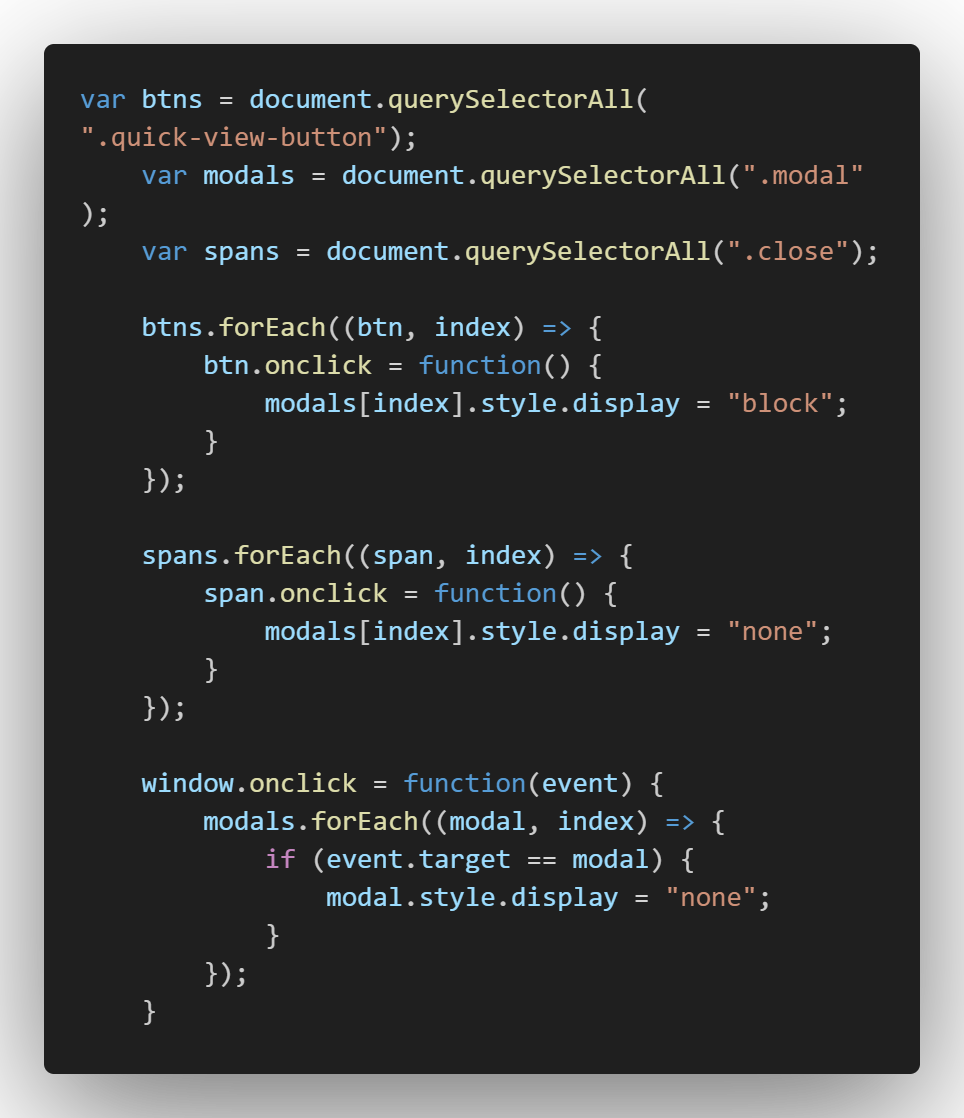 var btns = document.querySelectorAll(
".quick-view-button");
    var modals = document.querySelectorAll(".modal"
);
    var spans = document.querySelectorAll(".close");

    btns.forEach((btn, index) => {
        btn.onclick = function() {
            modals[index].style.display = "block";
        }
    });

    spans.forEach((span, index) => {
        span.onclick = function() {
            modals[index].style.display = "none";
        }
    });

    window.onclick = function(event) {
        modals.forEach((modal, index) => {
            if (event.target == modal) {
                modal.style.display = "none";
            }
        });
    }